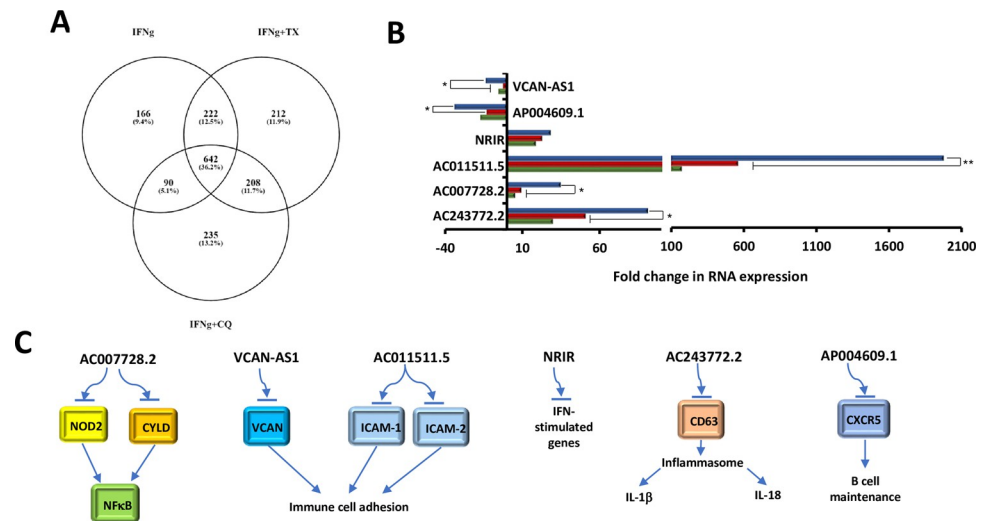 A
IFNg
IFNg+TX
166
(9.4%)
222
(12.5%)
212
(11.9%)
642
(36.2%)
90
(5.1%)
208
(11.7%)
235
(13.2%)
IFNg+CQ
B
*
VCAN-AS1
*
AP004609.1
NRIR
AC011511.5
**
AC007728.2
*
AC243772.2
*
-40
10
60
100
600
1100
1600
2100
Fold change in RNA expression
C
AC007728.2
VCAN-AS1
AC011511.5
NRIR
AC243772.2
AP004609.1
NOD2
CYLD
VCAN
ICAM-1
ICAM-2
IFN-
stimulated
genes
CD63
CXCR5
NFκB
Immune cell adhesion
Inflammasome
IL-1β
IL-18
B cell
maintenance